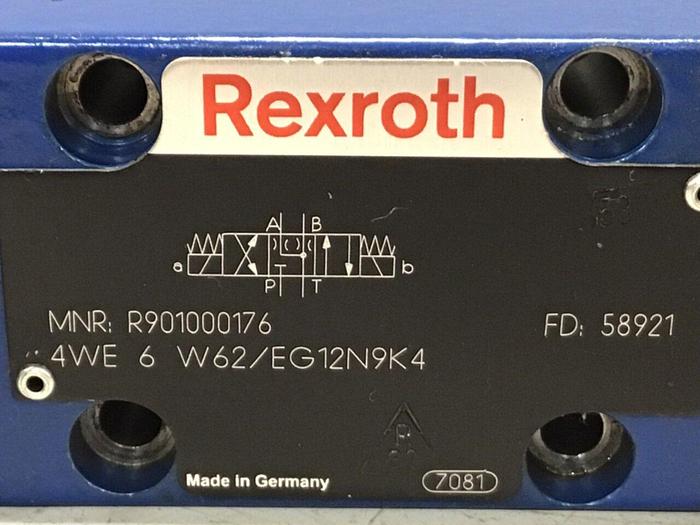 Rexroth
A B
a b
P T
MNR: R901000176
FD: 58921
4WE 6 W62/EG12N9K4
Made in Germany
7081